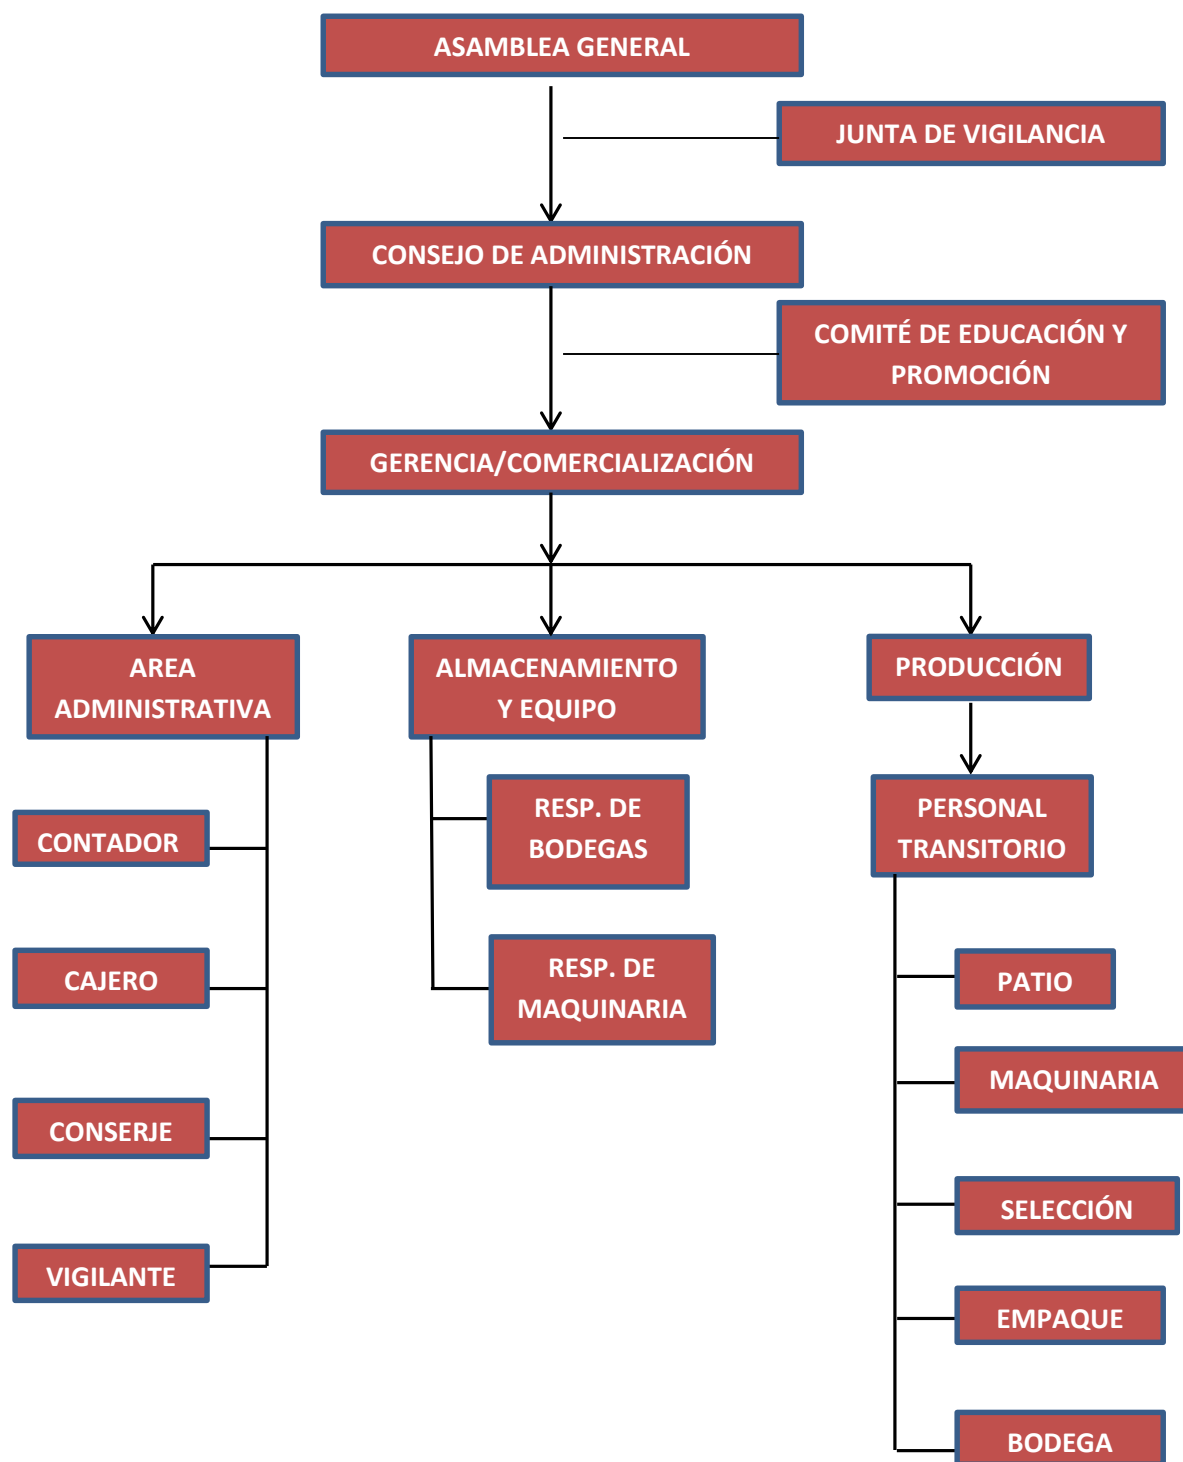 ASAMBLEA GENERAL
JUNTA DE VIGILANCIA
CONSEJO DE ADMINISTRACIÓN
COMITÉ DE EDUCACIÓN Y
PROMOCIÓN
GERENCIA/COMERCIALIZACIÓN
AREA
ADMINISTRATIVA
CONTADOR
CAJERO
CONSERJE
VIGILANTE
ALMACENAMIENTO
Y EQUIPO
RESP. DE
BODEGAS
RESP. DE
MAQUINARIA
PRODUCCIÓN
PERSONAL
TRANSITORIO
PATIO
MAQUINARIA
SELECCIÓN
EMPAQUE
BODEGA